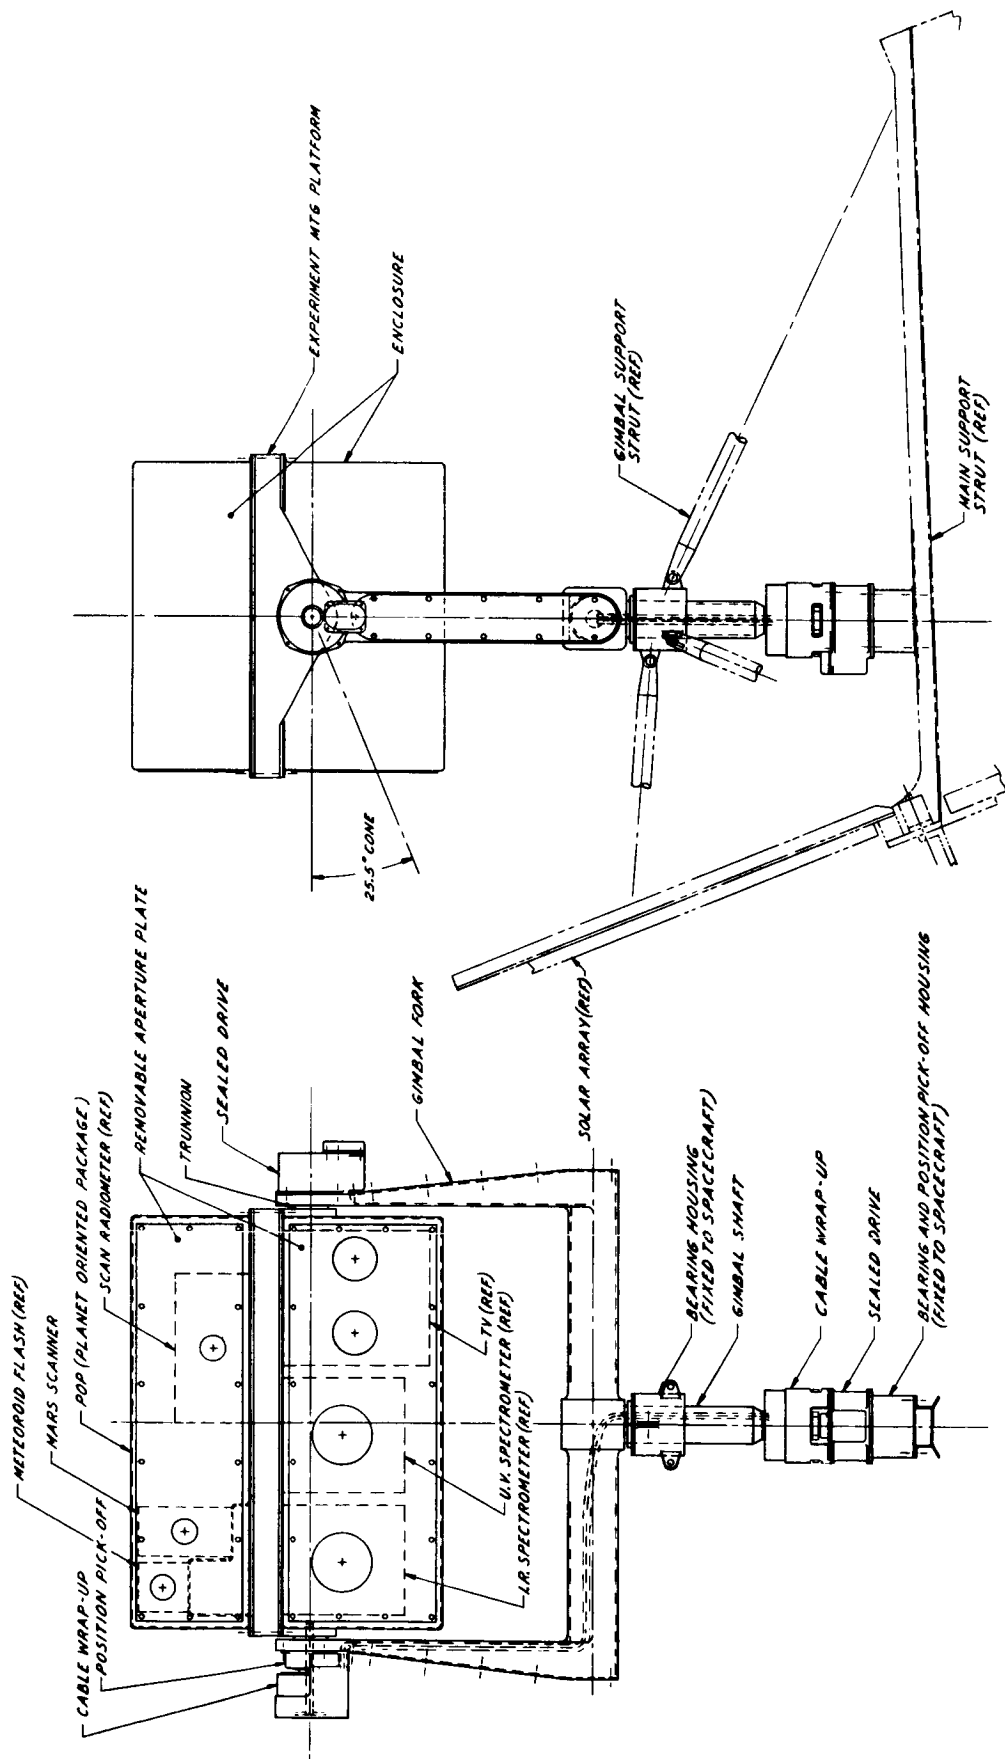 METEOROID FLASH (REF)
MARS SCANNER
POP (PLANET ORIENTED PACKAGE)
SCAN RADIOMETER (REF)
REMOVABLE APERTURE PLATE
TRUNNION
SEALED DRIVE
GIMBAL FORK
CABLE WRAP-UP
POSITION PICK-OFF
TV (REF)
U.V. SPECTROMETER (REF)
I.R. SPECTROMETER (REF)
BEARING HOUSING
(FIXED TO SPACECRAFT)
GIMBAL SHAFT
CABLE WRAP-UP
SEALED DRIVE
BEARING AND POSITION PICK-OFF HOUSING
(FIXED TO SPACECRAFT)
EXPERIMENT MTG PLATFORM
ENCLOSURE
25.5° CONE
GIMBAL SUPPORT
STRUT (REF)
SOLAR ARRAY (REF)
MAIN SUPPORT
STRUT (REF)